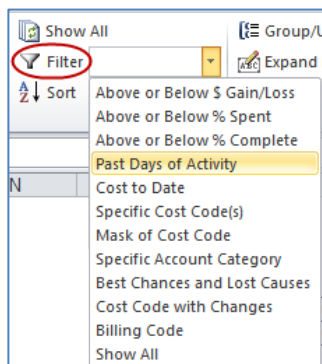 Show All
Group/U
Filter
Expand
Sort
Above or Below $ Gain/Loss
Above or Below % Spent
Above or Below % Complete
Past Days of Activity
N
Cost to Date
Specific Cost Code(s)
Mask of Cost Code
Specific Account Category
Best Chances and Lost Causes
Cost Code with Changes
Billing Code
Show All